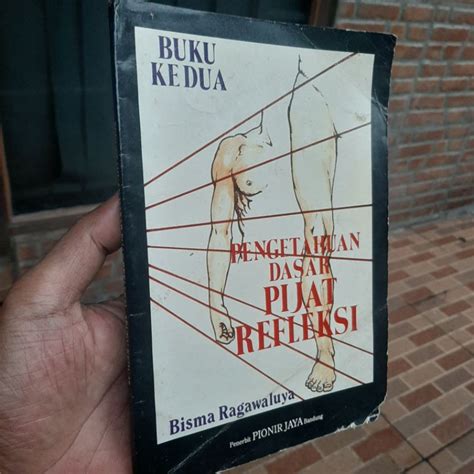 BUKU
KEDUA
PENGETAHUAN
DASAR
PIJAT
REFLEKSI
Bisma Ragawaluya
Penerbit PIONIR JAYA Bandung